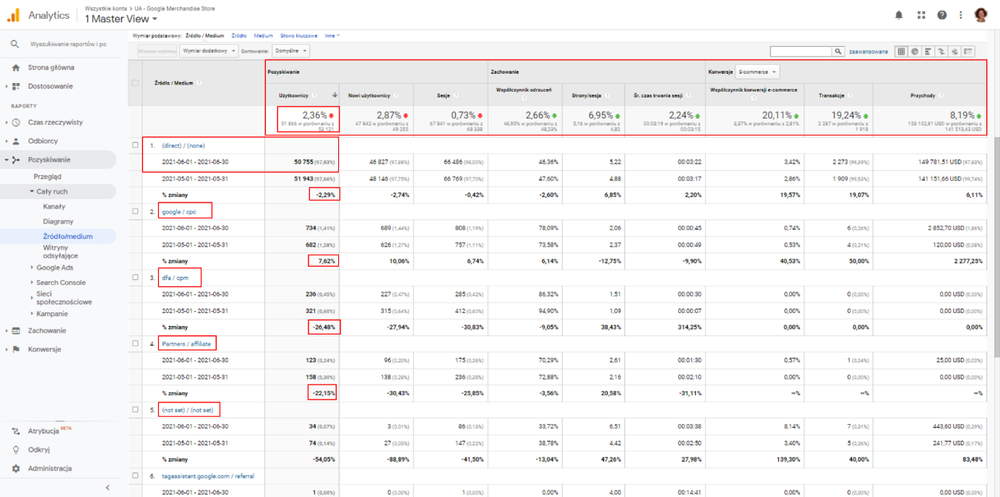 Analytics
Wszystkie konta > UA - Google Merchandise Store
1 Master View
Wyszukiwanie raportów i po
Strona główna
Dostosowanie
RAPORTY
Czas rzeczywisty
Odbiorcy
Pozyskiwanie
Przegląd
Cały ruch
Kanały
Diagramy
Źródło/medium
Witryny
odsyłające
Google Ads
Search Console
Sieci
społecznościowe
Kampanie
Zachowanie
Konwersje
Atrybucja BETA
Odkryj
Administracja
Wymiar podstawowy: Źródło / Medium Źródło Medium Słowo kluczowe Inne
Wiersze wykresu Wymiar dodatkowy Sortowanie: Domyślne zaawansowane
Źródło / Medium Pozyskiwanie Zachowanie Konwersje E-commerce
Użytkownicy Nowi użytkownicy Sesje Współczynnik odrzuceń Strony/sesja Śr. czas trwania sesji Współczynnik konwersji e-commerce Transakcje Przychody
2,36% 2,87% 0,73% 2,66% 6,95% 2,24% 20,11% 19,24% 8,19%
51 866 w porównaniu z 47 842 w porównaniu z 67 841 w porównaniu z 46,95% w porównaniu z 5,16 w porównaniu z 00:03:19 w porównaniu z 3,37% w porównaniu z 2,81% 2 287 w porównaniu z 153 102,81 USD w porównaniu z
53 121 49 255 68 338 48,23% 4,82 00:03:15 1 918 141 513,43 USD
1. (direct) / (none)
2021-06-01 - 2021-06-30 50 755 (97,83%) 46 827 (97,88%) 66 486 (98,00%) 46,36% 5,22 00:03:22 3,42% 2 273 (99,39%) 149 781,51 USD (97,83%)
2021-05-01 - 2021-05-31 51 943 (97,66%) 48 146 (97,75%) 66 769 (97,70%) 47,60% 4,88 00:03:17 2,86% 1 909 (99,53%) 141 151,66 USD (99,74%)
% zmiany -2,29% -2,74% -0,42% -2,60% 6,85% 2,20% 19,57% 19,07% 6,11%
2. google / cpc
2021-06-01 - 2021-06-30 734 (1,41%) 689 (1,44%) 808 (1,19%) 78,09% 2,06 00:00:45 0,74% 6 (0,26%) 2 852,70 USD (1,86%)
2021-05-01 - 2021-05-31 682 (1,28%) 626 (1,27%) 757 (1,11%) 73,58% 2,37 00:00:49 0,53% 4 (0,21%) 120,00 USD (0,08%)
% zmiany 7,62% 10,06% 6,74% 6,14% -12,75% -9,90% 40,53% 50,00% 2 277,25%
3. dfa / cpm
2021-06-01 - 2021-06-30 236 (0,45%) 227 (0,47%) 285 (0,42%) 86,32% 1,51 00:00:30 0,00% 0 (0,00%) 0,00 USD (0,00%)
2021-05-01 - 2021-05-31 321 (0,60%) 315 (0,64%) 412 (0,60%) 94,90% 1,09 00:00:07 0,00% 0 (0,00%) 0,00 USD (0,00%)
% zmiany -26,48% -27,94% -30,83% -9,05% 38,43% 314,25% 0,00% 0,00% 0,00%
4. Partners / affiliate
2021-06-01 - 2021-06-30 123 (0,24%) 96 (0,20%) 175 (0,26%) 70,29% 2,61 00:01:30 0,57% 1 (0,04%) 25,00 USD (0,02%)
2021-05-01 - 2021-05-31 158 (0,30%) 138 (0,28%) 236 (0,35%) 72,88% 2,16 00:02:10 0,00% 0 (0,00%) 0,00 USD (0,00%)
% zmiany -22,15% -30,43% -25,85% -3,56% 20,58% -31,11% ∞% ∞% ∞%
5. (not set) / (not set)
2021-06-01 - 2021-06-30 34 (0,07%) 3 (0,01%) 86 (0,13%) 33,72% 6,51 00:03:38 8,14% 7 (0,31%) 443,60 USD (0,29%)
2021-05-01 - 2021-05-31 74 (0,14%) 27 (0,05%) 147 (0,22%) 38,78% 4,42 00:02:50 3,40% 5 (0,26%) 241,77 USD (0,17%)
% zmiany -54,05% -88,89% -41,50% -13,04% 47,26% 27,98% 139,30% 40,00% 83,48%
6. tagassistant.google.com / referral
2021-06-01 - 2021-06-30 1 (0,00%) 0 (0,00%) 1 (0,00%) 0,00% 4,00 00:14:41 0,00% 0 (0,00%) 0,00 USD (0,00%)